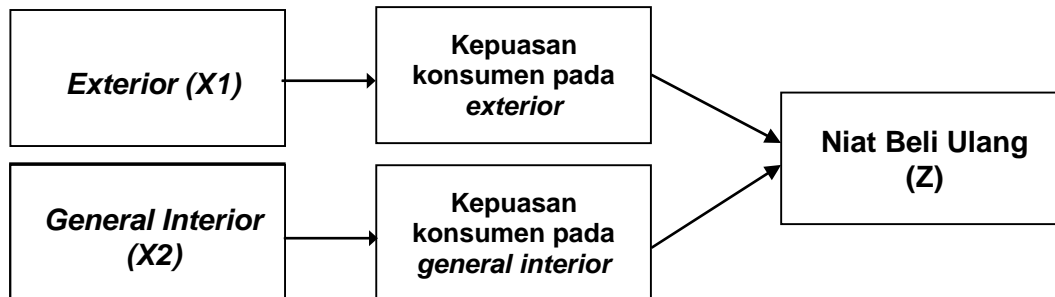 Exterior (X1)
Kepuasan
konsumen pada
exterior
General Interior
(X2)
Kepuasan
konsumen pada
general interior
Niat Beli Ulang
(Z)